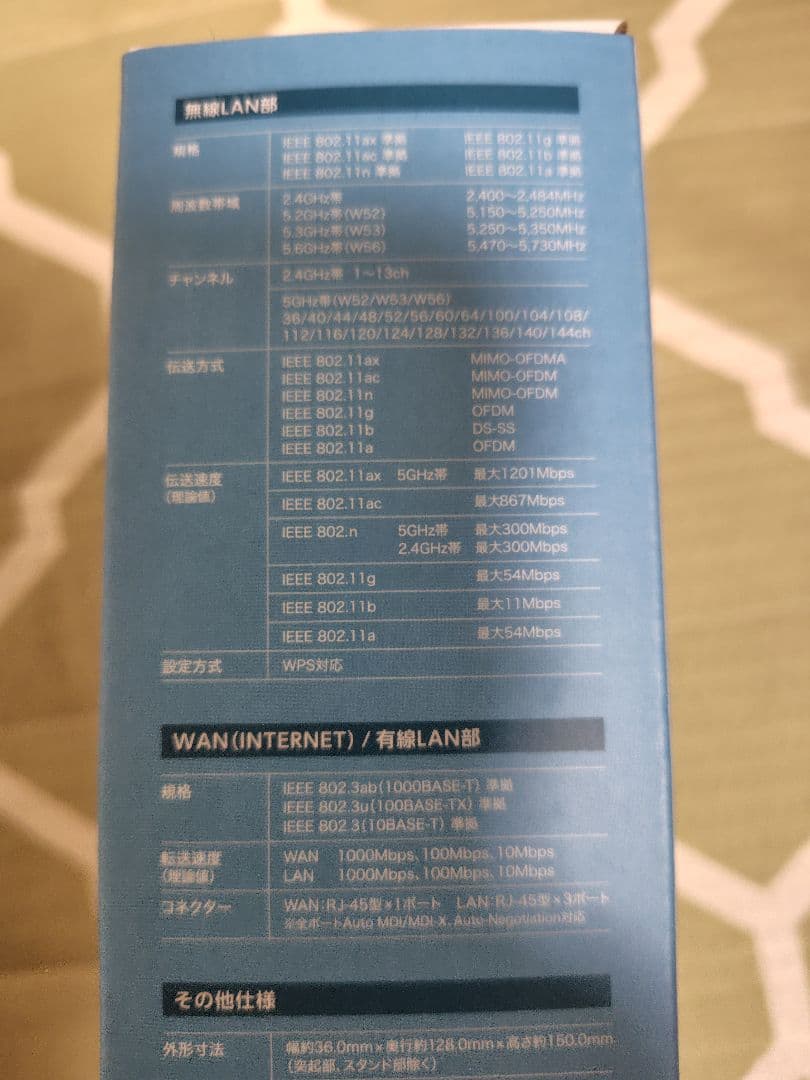 無線LAN部
規格 IEEE 802.11ax 準拠 IEEE 802.11g 準拠
IEEE 802.11ac 準拠 IEEE 802.11b 準拠
IEEE 802.11n 準拠 IEEE 802.11a 準拠
周波数帯域 2.4GHz帯 2,400～2,484MHz
5.2GHz帯(W52) 5,150～5,250MHz
5.3GHz帯(W53) 5,250～5,350MHz
5.6GHz帯(W56) 5,470～5,730MHz
チャンネル 2.4GHz帯 1～13ch
5GHz帯(W52/W53/W56)
36/40/44/48/52/56/60/64/100/104/108/
112/116/120/124/128/132/136/140/144ch
伝送方式 IEEE 802.11ax MIMO-OFDMA
IEEE 802.11ac MIMO-OFDM
IEEE 802.11n MIMO-OFDM
IEEE 802.11g OFDM
IEEE 802.11b DS-SS
IEEE 802.11a OFDM
伝送速度 IEEE 802.11ax 5GHz帯 最大1201Mbps
(理論値)
IEEE 802.11ac 最大867Mbps
IEEE 802.n 5GHz帯 最大300Mbps
2.4GHz帯 最大300Mbps
IEEE 802.11g 最大54Mbps
IEEE 802.11b 最大11Mbps
IEEE 802.11a 最大54Mbps
設定方式 WPS対応
WAN(INTERNET) / 有線LAN部
規格 IEEE 802.3ab(1000BASE-T) 準拠
IEEE 802.3u(100BASE-TX) 準拠
IEEE 802.3(10BASE-T) 準拠
転送速度 WAN 1000Mbps、100Mbps、10Mbps
(理論値) LAN 1000Mbps、100Mbps、10Mbps
コネクター WAN:RJ-45型×1ポート LAN:RJ-45型×3ポート
※全ポートAuto MDI/MDI-X、Auto-Negotiation対応
その他仕様
外形寸法 幅約36.0mm×奥行約128.0mm×高さ約150.0mm
(突起部、スタンド部除く)